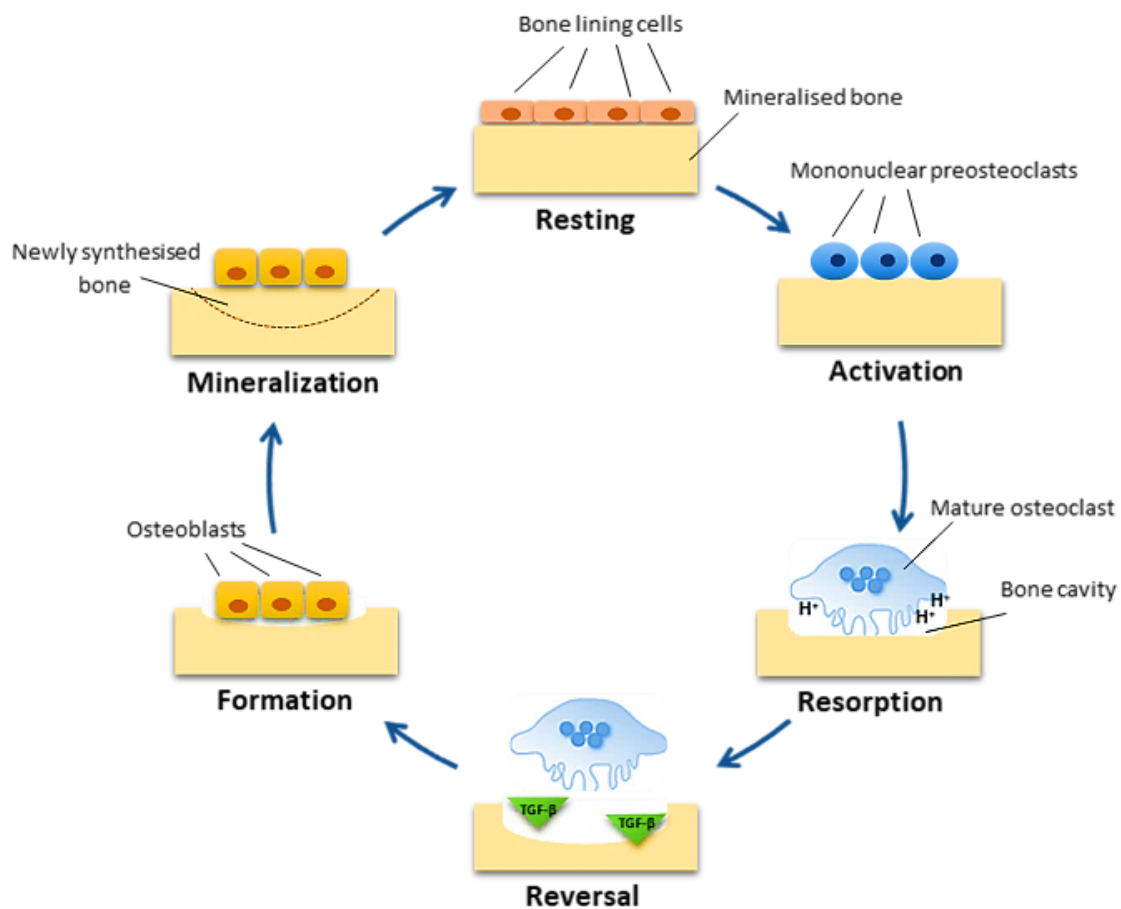 Bone lining cells
Mineralised bone
Resting
Mononuclear preosteoclasts
Activation
Mature osteoclast
Bone cavity
H⁺
H⁺
H⁺
Resorption
TGF-β
TGF-β
Reversal
Osteoblasts
Formation
Newly synthesised
bone
Mineralization